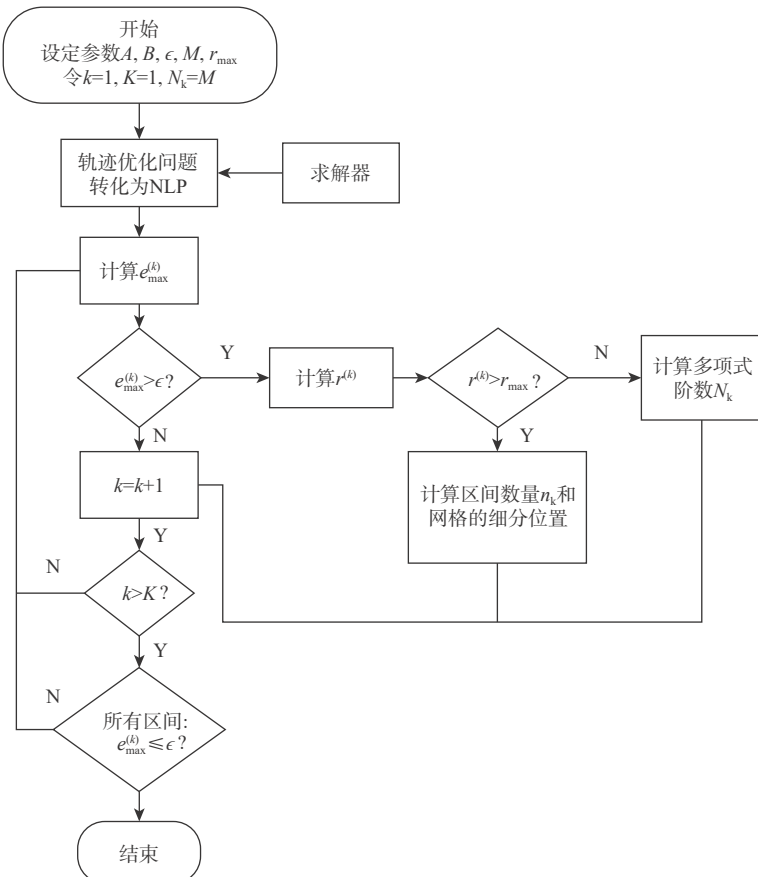 开始
设定参数A, B, ϵ, M, r_max
令k=1, K=1, N_k=M
轨迹优化问题
转化为NLP
求解器
计算e_max^(k)
e_max^(k)>ϵ?
Y
计算r^(k)
r^(k)>r_max?
N
计算多项式
阶数N_k
N
Y
k=k+1
计算区间数量n_k和
网格的细分位置
Y
N
k>K?
Y
N
所有区间:
e_max^(k)≤ϵ?
结束